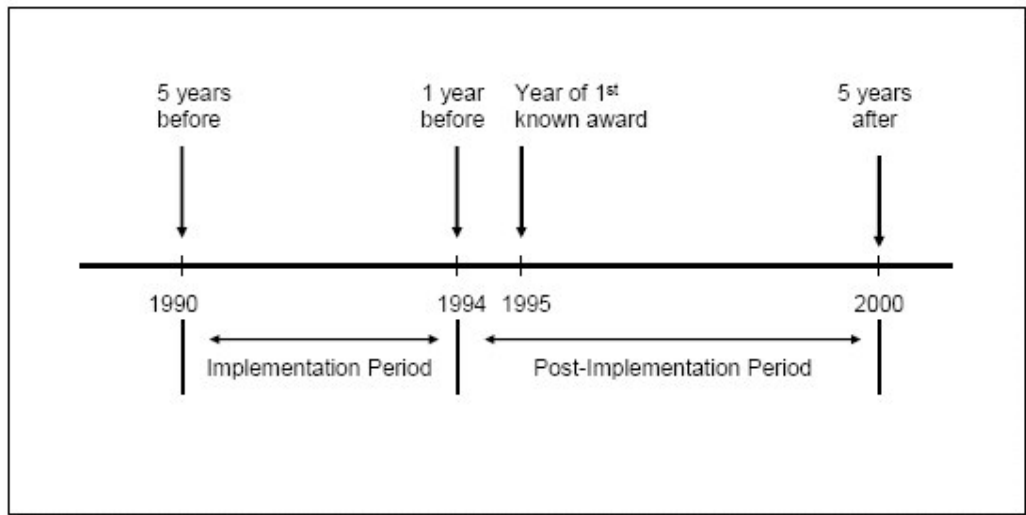 5 years
before
1 year
before
Year of 1st
known award
5 years
after
1990
1994
1995
2000
Implementation Period
Post-Implementation Period